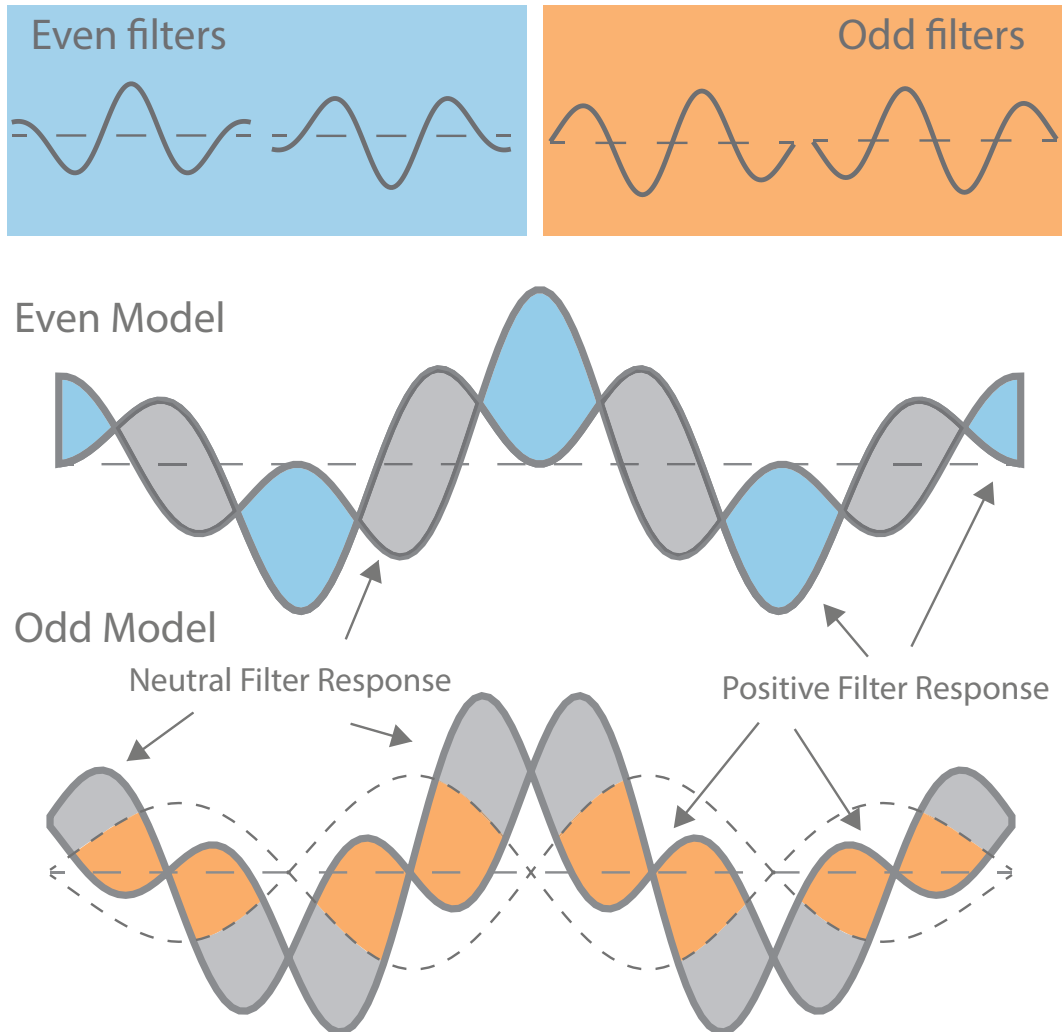 Even filters
Odd filters
Even Model
Odd Model
Neutral Filter Response
Positive Filter Response